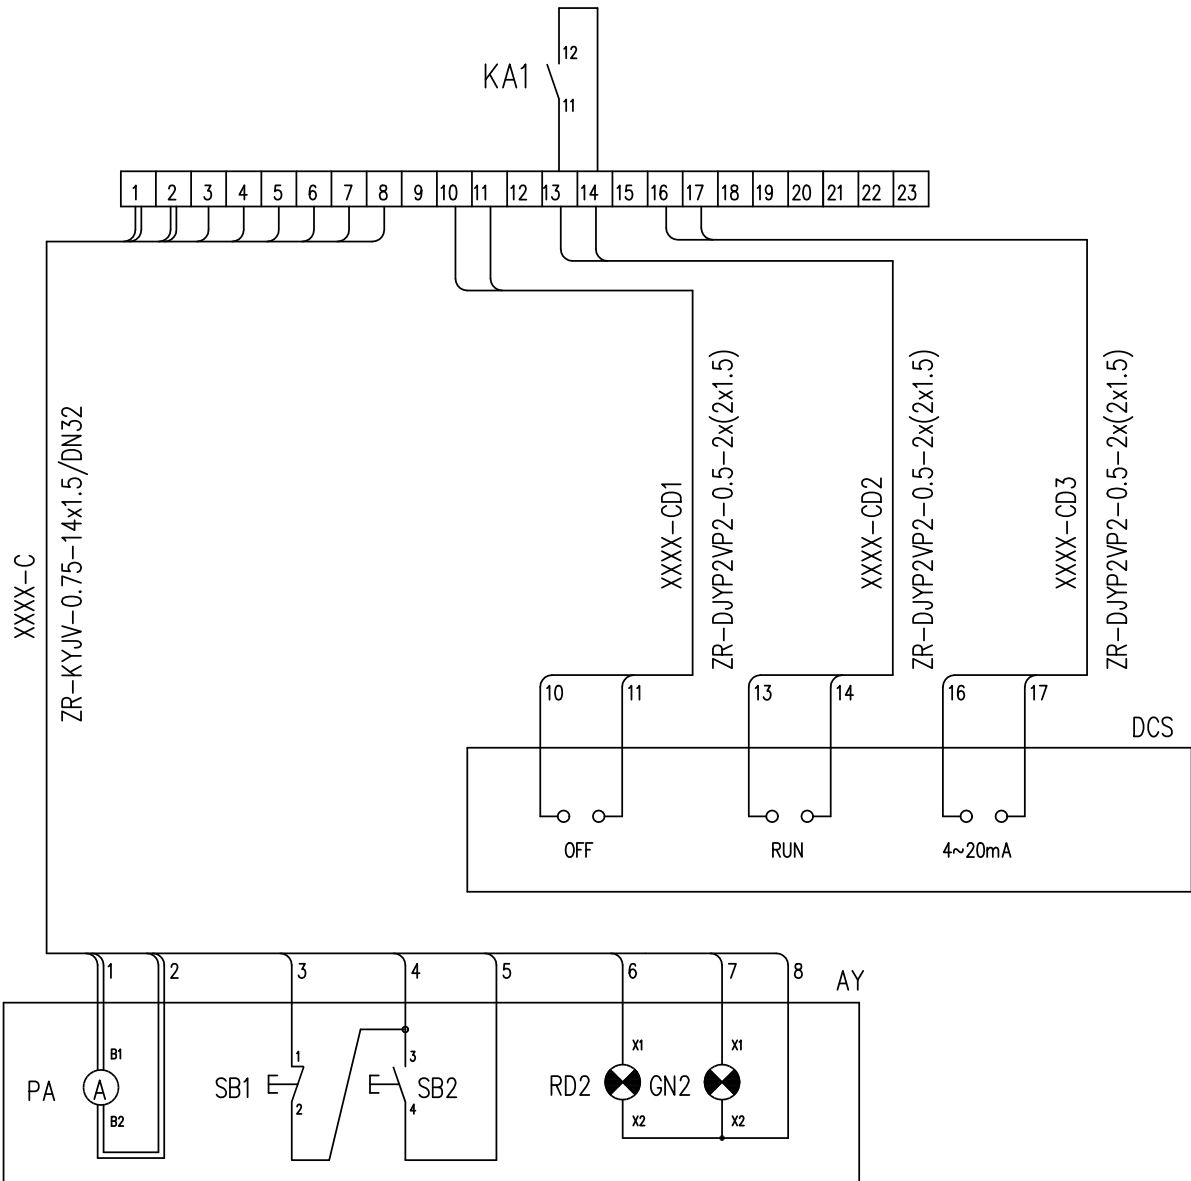 12
KA1
11
1 2 3 4 5 6 7 8 9 10 11 12 13 14 15 16 17 18 19 20 21 22 23
XXXX-C
ZR-KYJV-0.75-14x1.5/DN32
XXXX-CD1
ZR-DJYP2VP2-0.5-2x(2x1.5)
XXXX-CD2
ZR-DJYP2VP2-0.5-2x(2x1.5)
XXXX-CD3
ZR-DJYP2VP2-0.5-2x(2x1.5)
10 11 13 14 16 17
DCS
OFF RUN 4~20mA
1 2 3 4 5 6 7 8
AY
B1 1 3 X1 X1
PA A SB1 SB2 RD2 GN2
B2 2 4 X2 X2